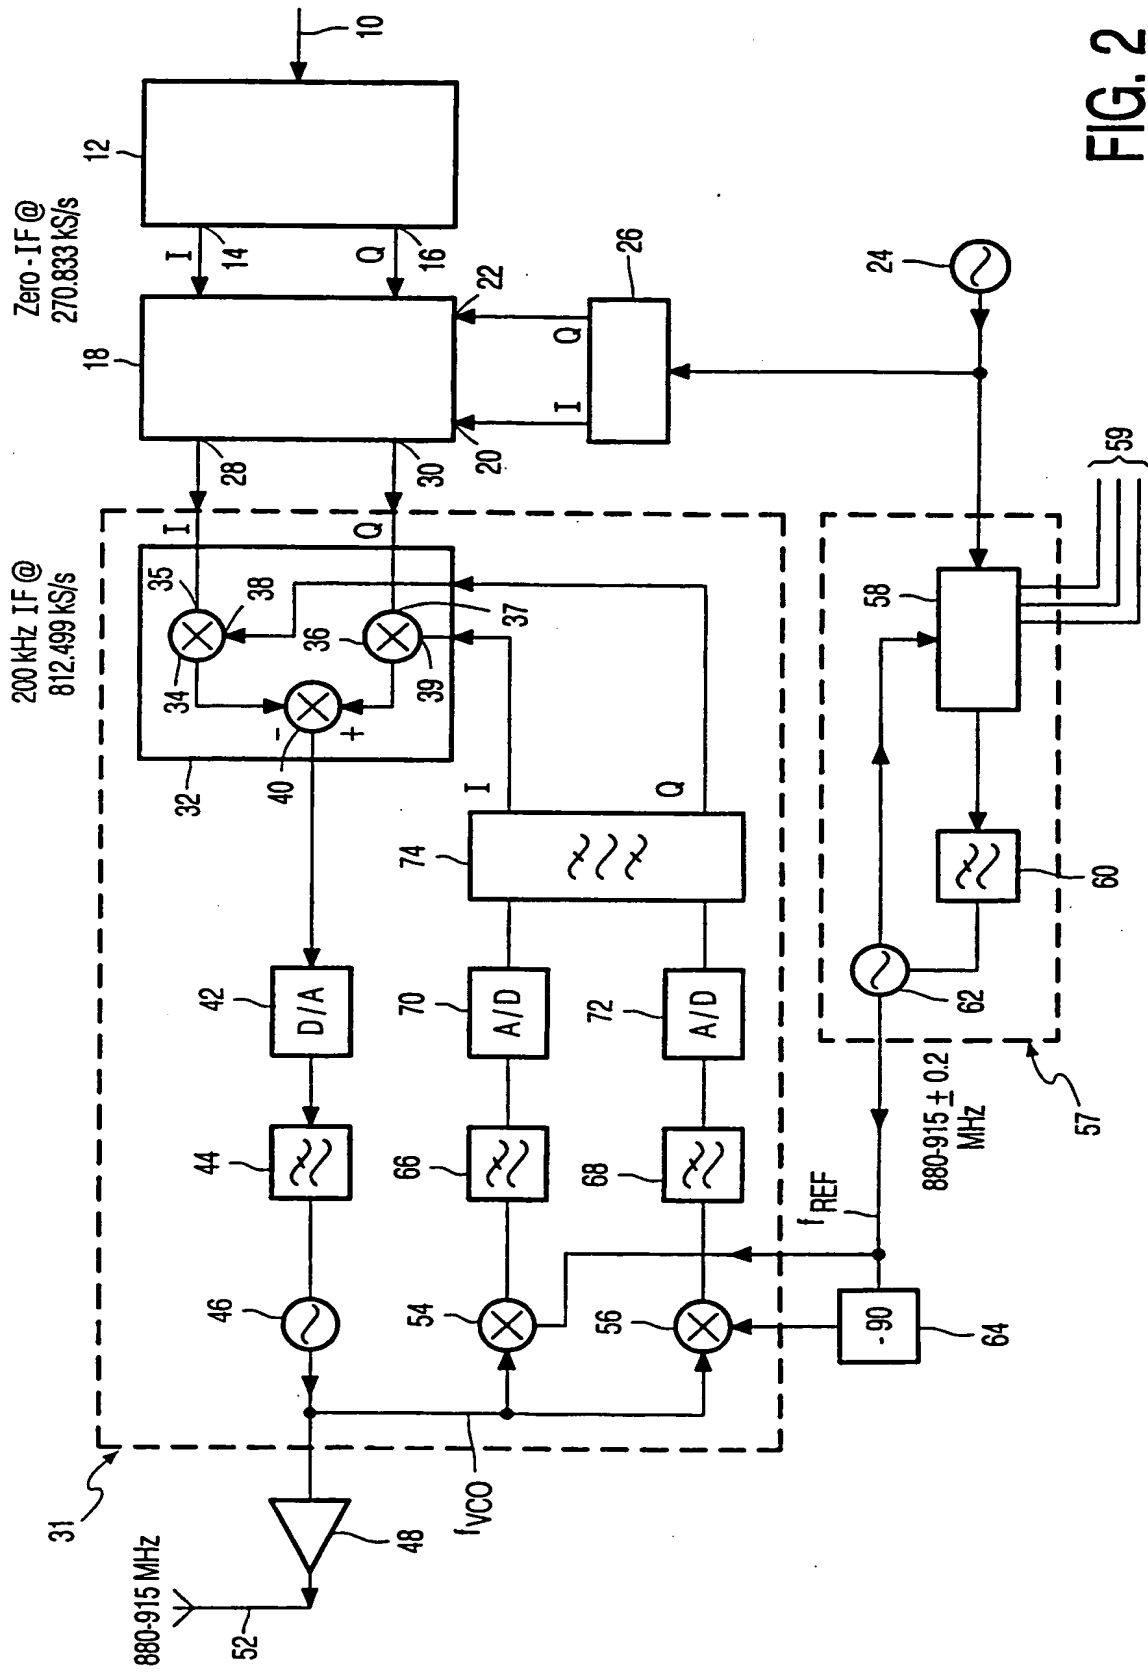 FIG. 2
10
12
Zero-IF @
270.833 kS/s
I
14
Q
16
18
22
Q
I
20
26
24
28
30
200 kHz IF @
812.499 kS/s
I
Q
35
38
34
36
37
39
40
-
+
32
I
Q
74
42
D/A
70
A/D
72
A/D
44
66
68
46
54
56
31
fVCO
48
880-915 MHz
52
58
59
60
62
57
880-915 ± 0.2
MHz
fREF
-90
64